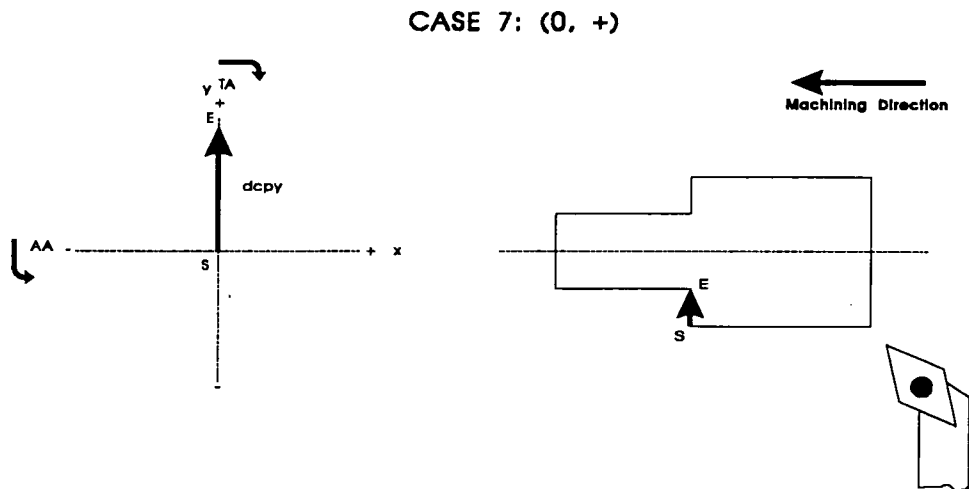 CASE 7: (0, +)
y TA
+
E
dcpy
AA - + x
S
-
Machining Direction
E
S